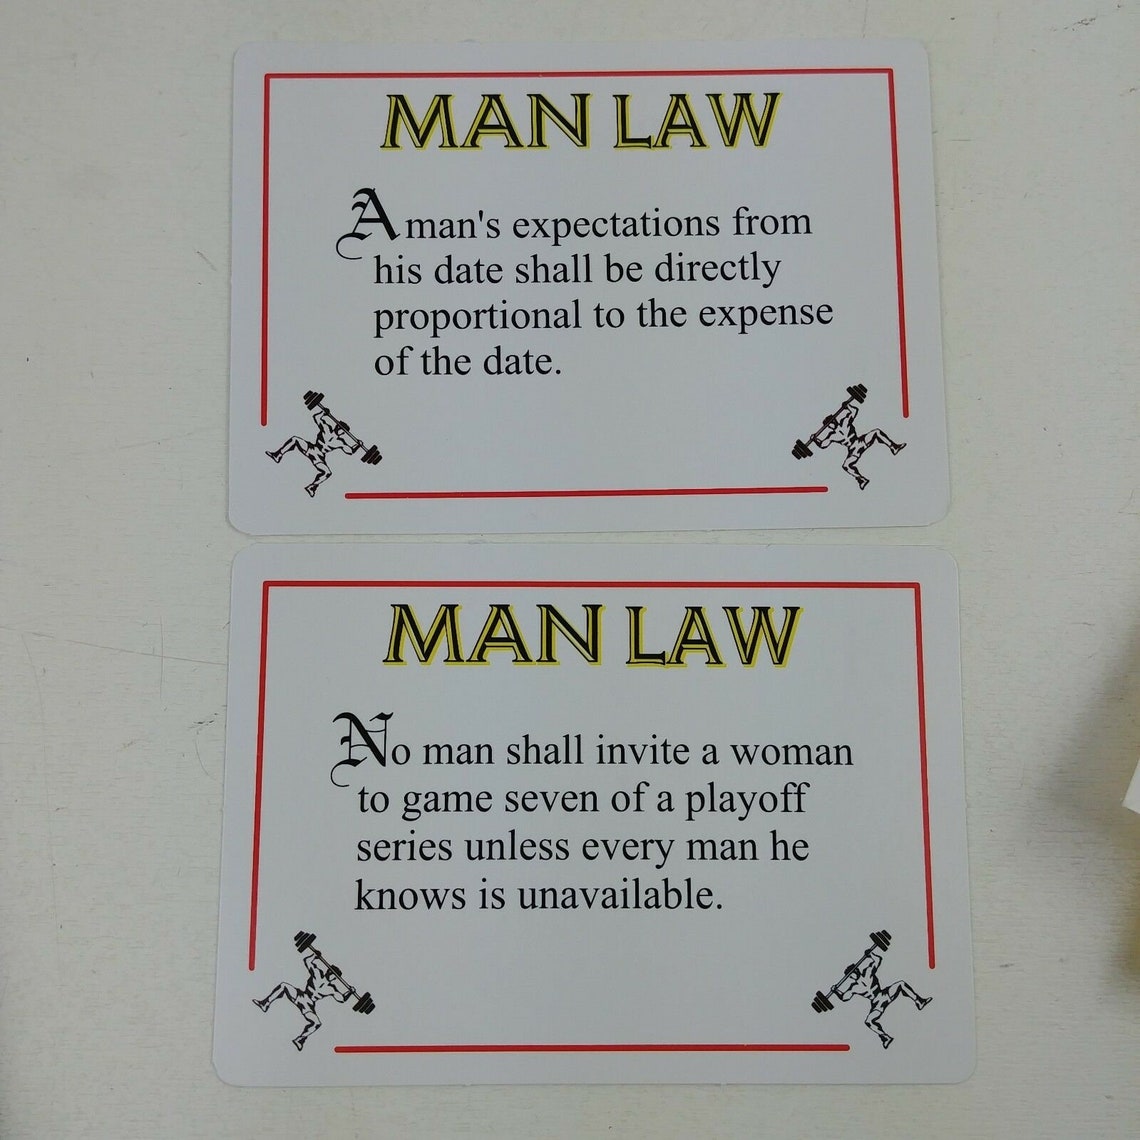 MAN LAW
A man's expectations from
his date shall be directly
proportional to the expense
of the date.
MAN LAW
No man shall invite a woman
to game seven of a playoff
series unless every man he
knows is unavailable.